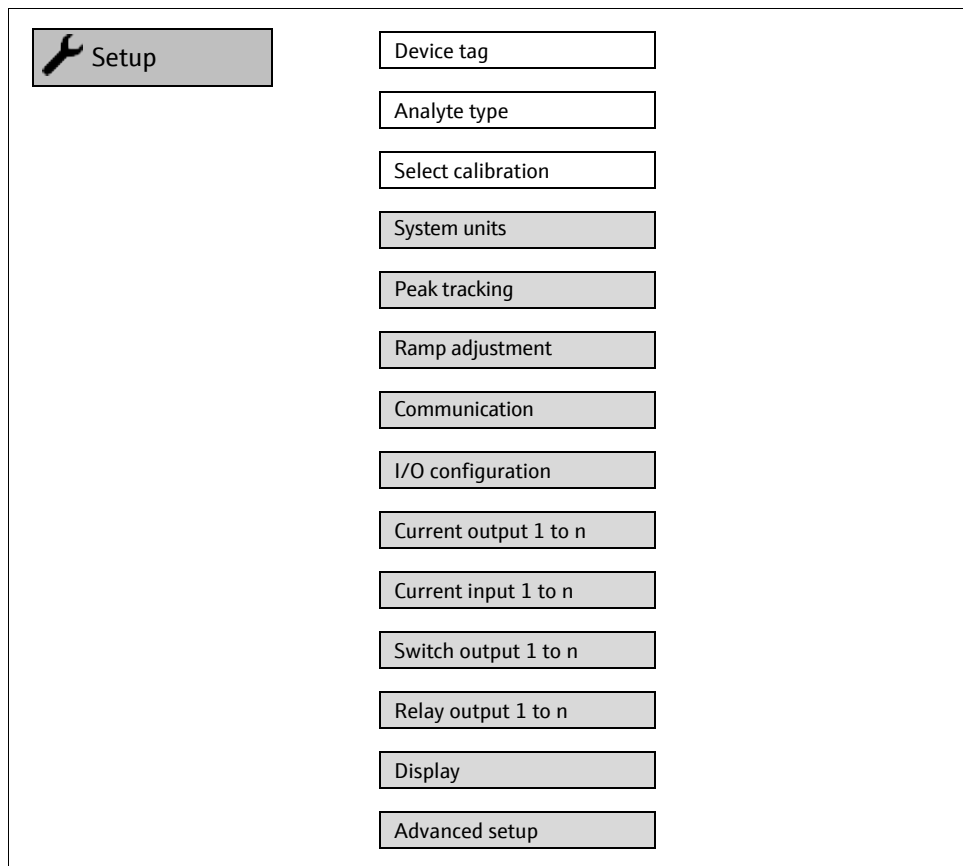 Setup
Device tag
Analyte type
Select calibration
System units
Peak tracking
Ramp adjustment
Communication
I/O configuration
Current output 1 to n
Current input 1 to n
Switch output 1 to n
Relay output 1 to n
Display
Advanced setup